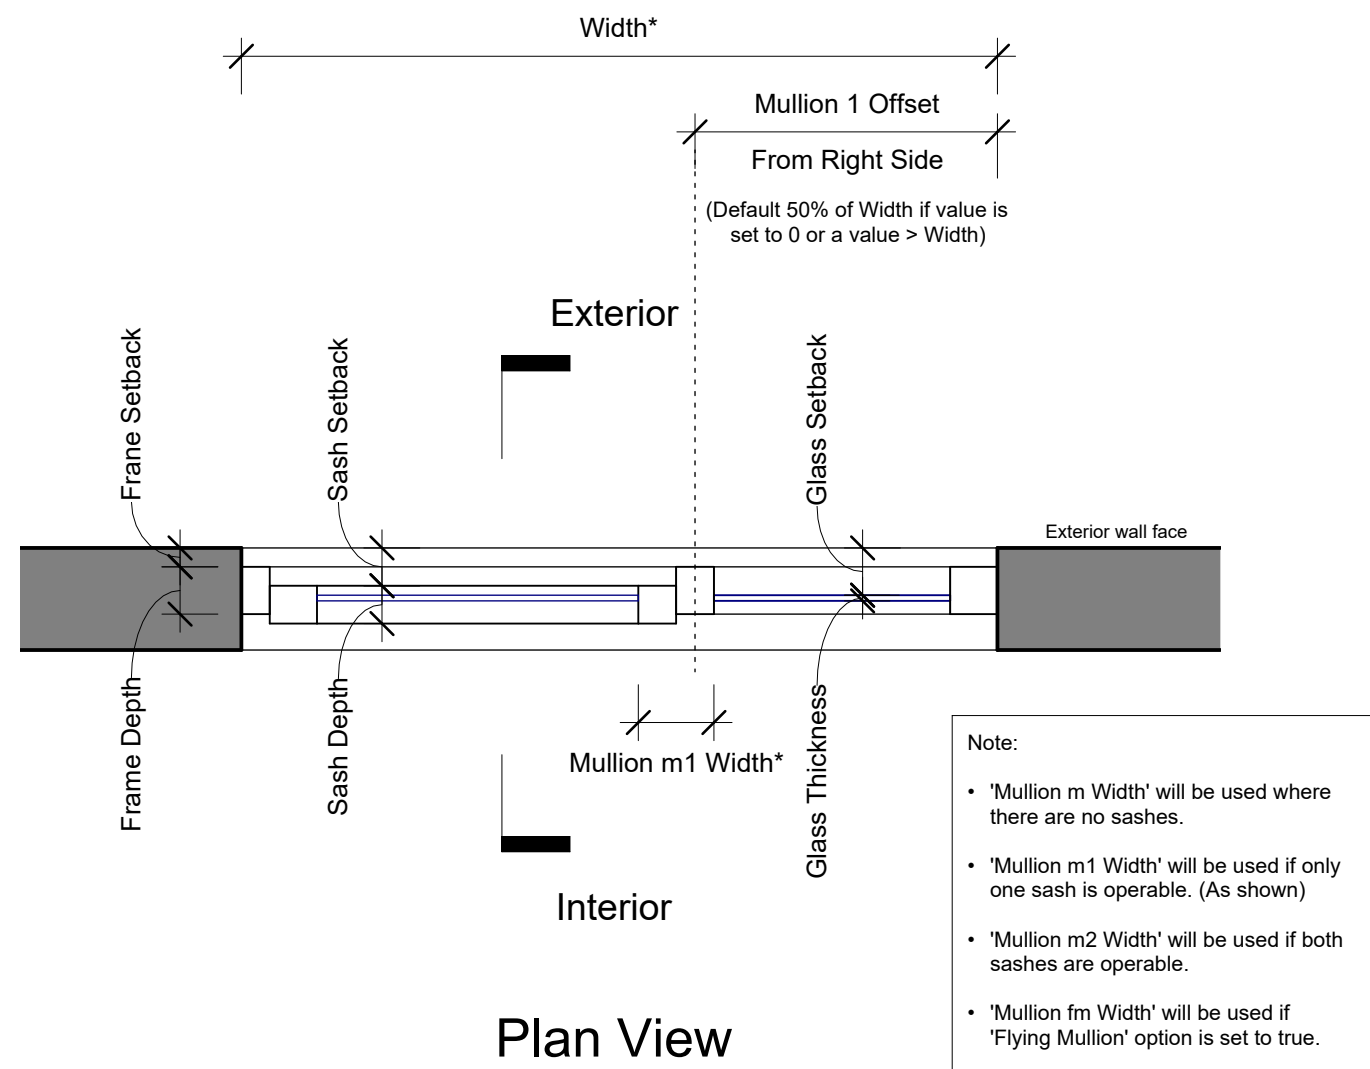 Width*
Mullion 1 Offset
From Right Side
(Default 50% of Width if value is
set to 0 or a value > Width)
Exterior
Frane Setback
Sash Setback
Glass Setback
Exterior wall face
Frame Depth
Sash Depth
Mullion m1 Width*
Glass Thickness
Interior
Note:
• 'Mullion m Width' will be used where
there are no sashes.
• 'Mullion m1 Width' will be used if only
one sash is operable. (As shown)
• 'Mullion m2 Width' will be used if both
sashes are operable.
• 'Mullion fm Width' will be used if
'Flying Mullion' option is set to true.
Plan View